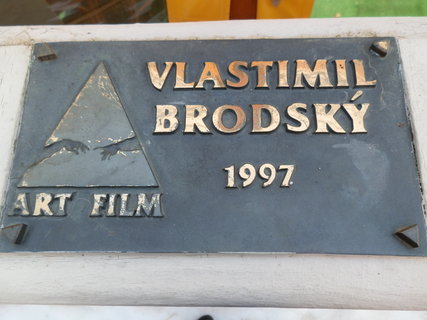 VLASTIMIL
BRODSKÝ
1997
ART FILM